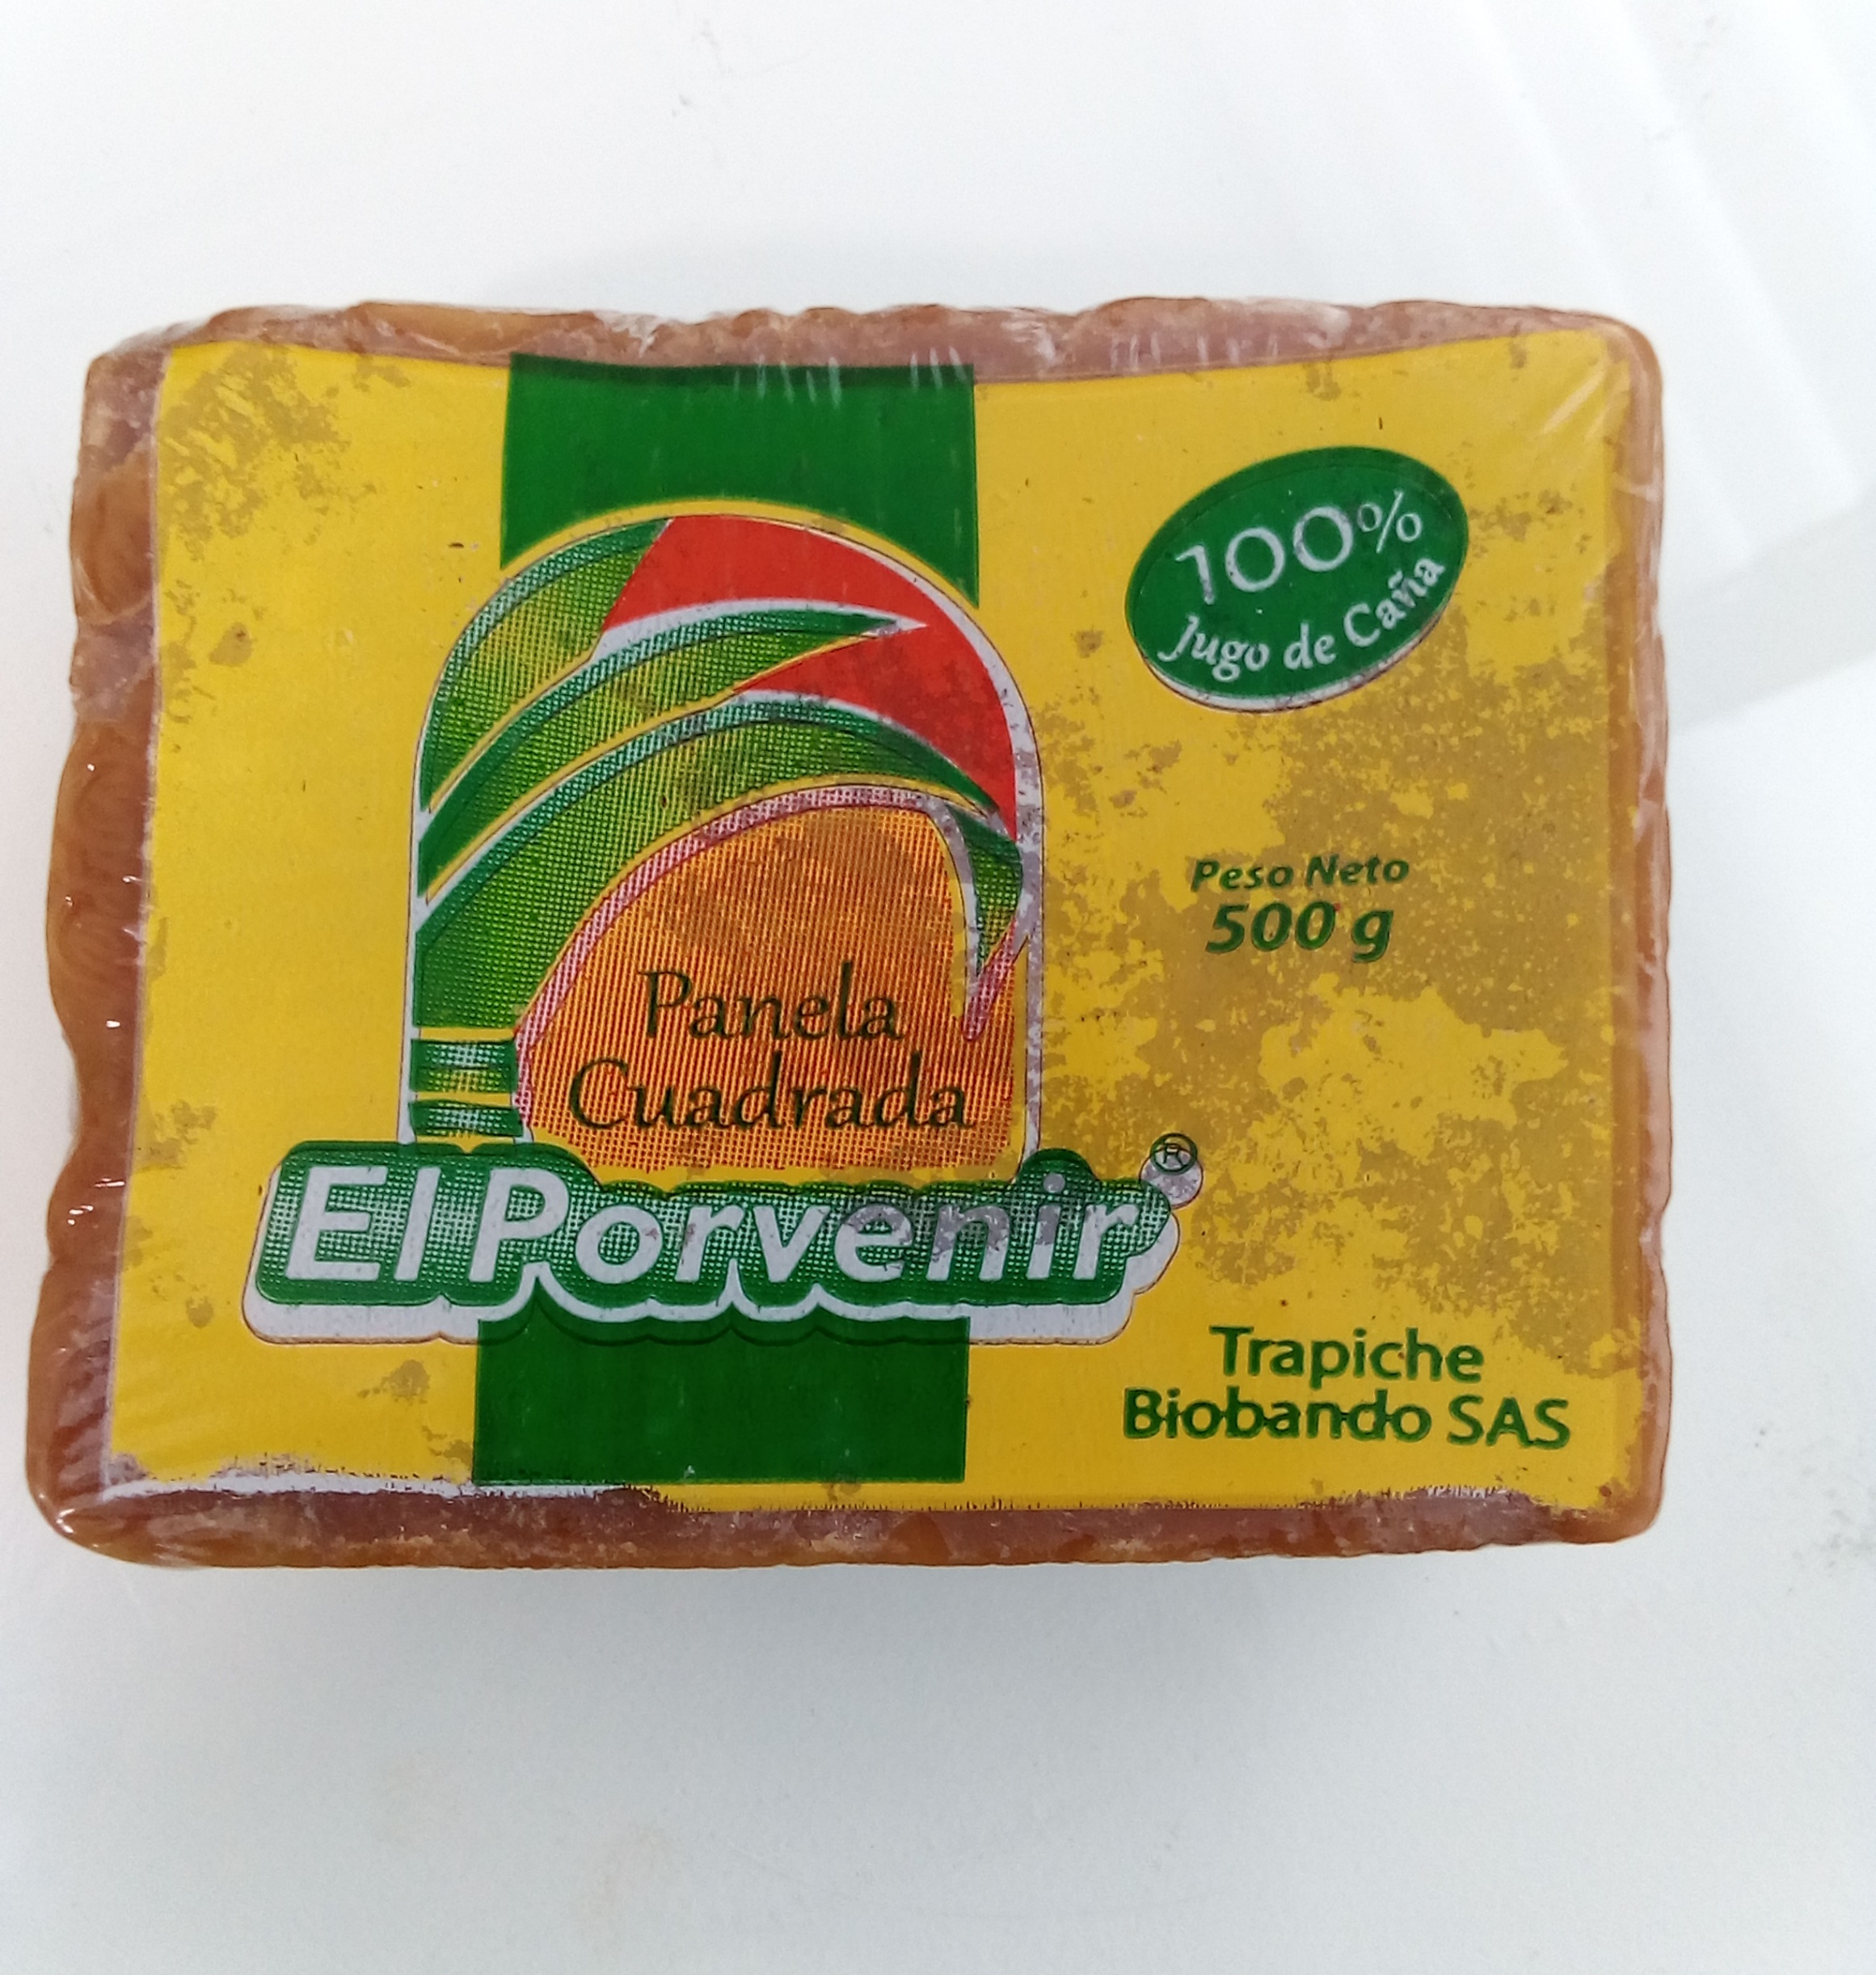 100%
Jugo de Caña
Peso Neto
500 g
Panela
Cuadrada
El Porvenir®
Trapiche
Biobando SAS